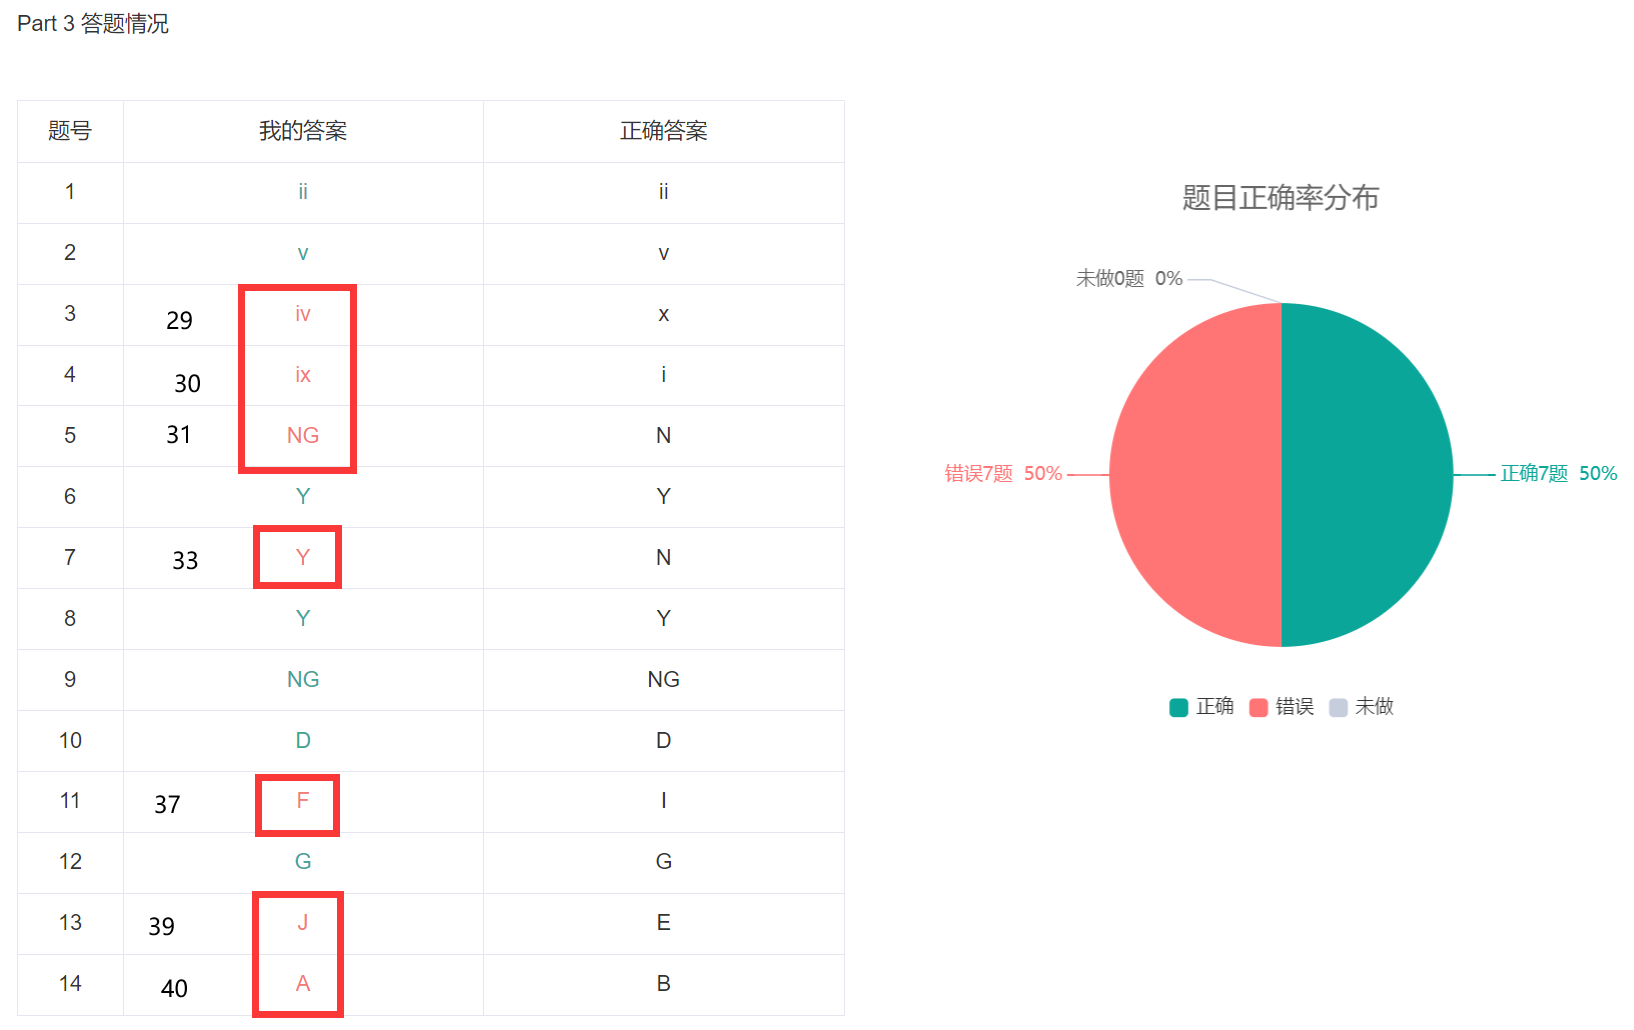 Part 3 答题情况
题号 我的答案 正确答案
1 ii ii
2 v v
3 29 iv x
4 30 ix i
5 31 NG N
6 Y Y
7 33 Y N
8 Y Y
9 NG NG
10 D D
11 37 F I
12 G G
13 39 J E
14 40 A B
题目正确率分布
未做0题 0%
错误7题 50%
正确7题 50%
正确 错误 未做